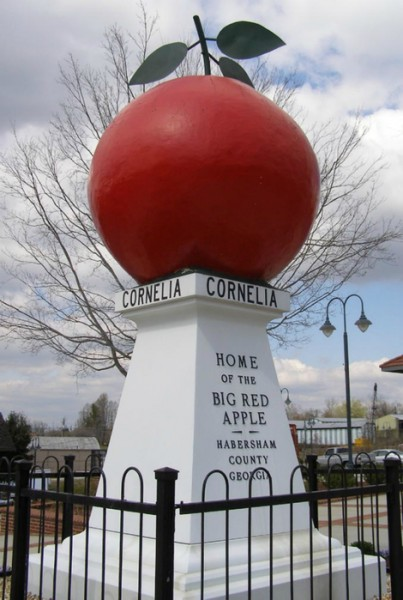 CORNELIA
CORNELIA
HOME
OF THE
BIG RED
APPLE
HABERSHAM
COUNTY
GEORGIA